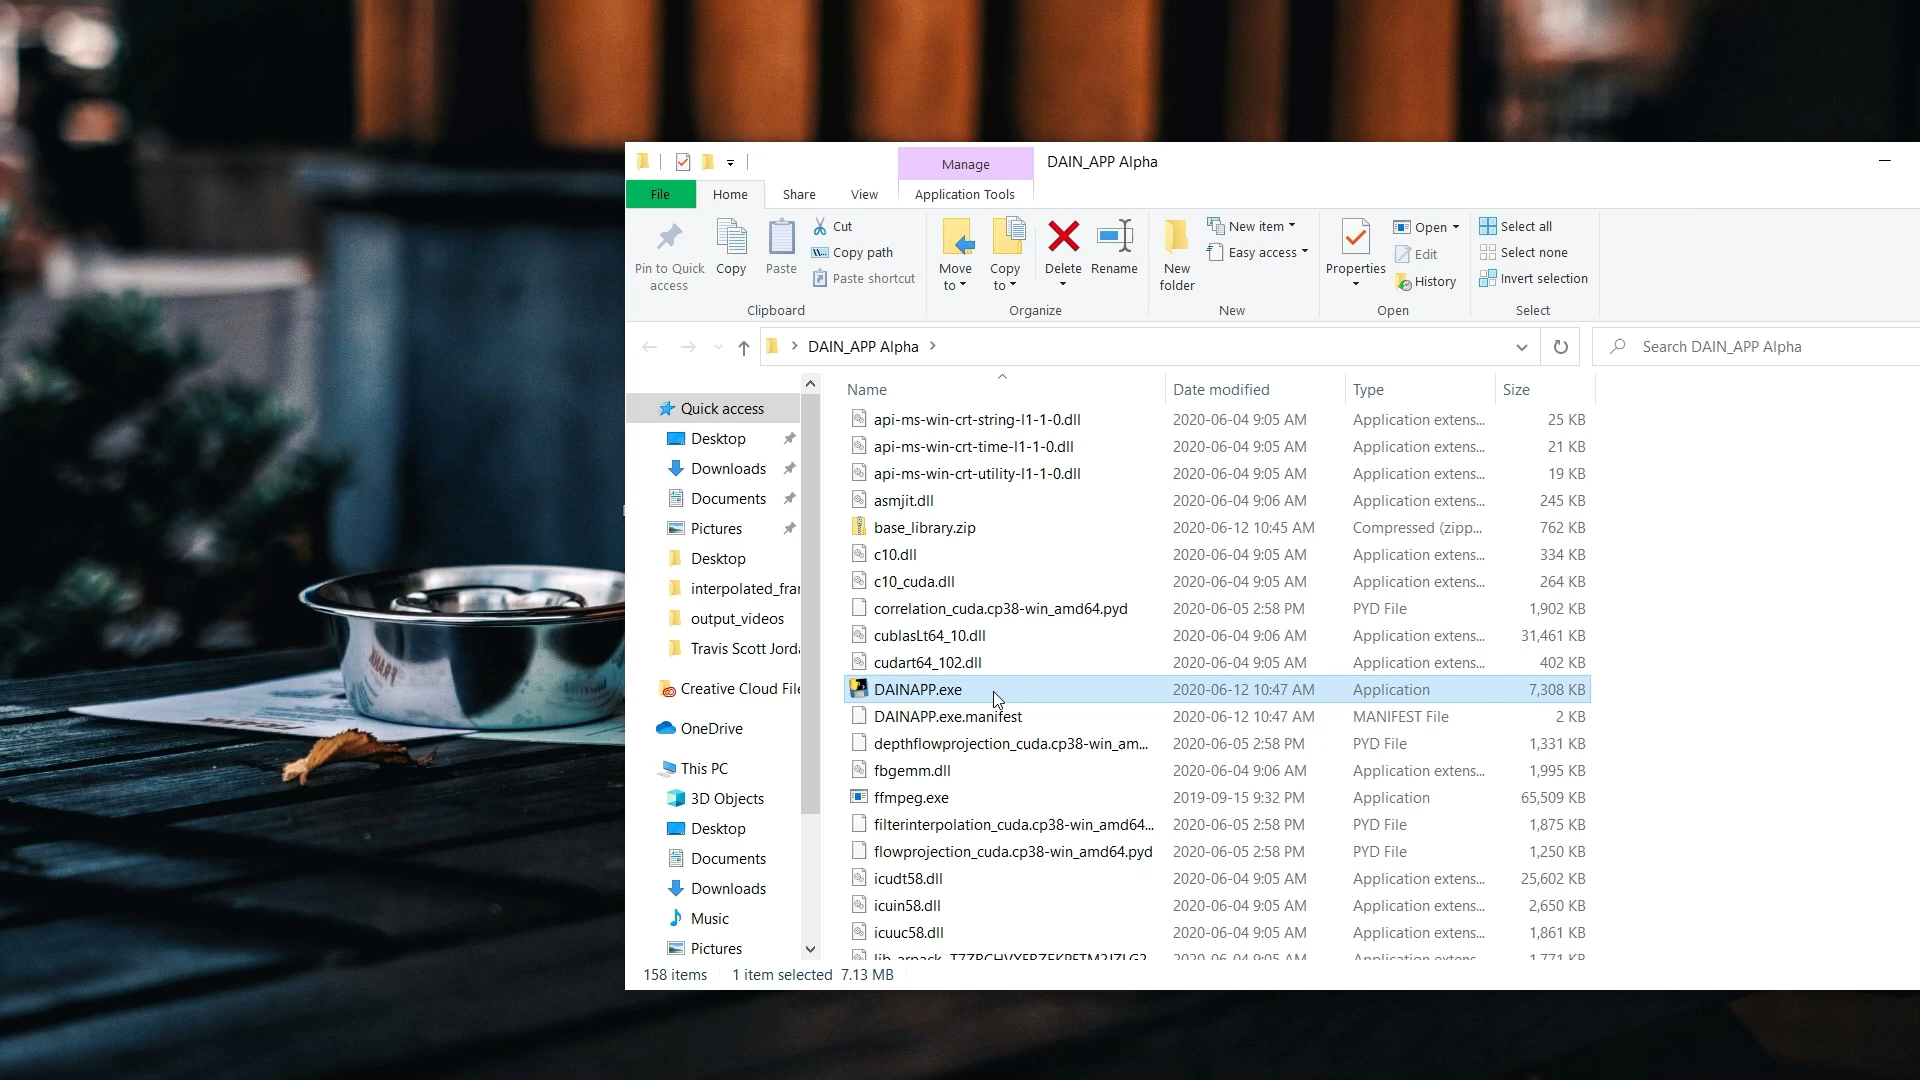 Manage
DAIN_APP Alpha
File
Home
Share
View
Application Tools
Pin to Quick access
Copy
Paste
Cut
Copy path
Paste shortcut
Clipboard
Move to
Copy to
Delete
Rename
Organize
New folder
New item
Easy access
New
Properties
Open
Edit
History
Open
Select all
Select none
Invert selection
Select
DAIN_APP Alpha
Search DAIN_APP Alpha
Quick access
Desktop
Downloads
Documents
Pictures
Desktop
interpolated_fra
output_videos
Travis Scott Jord
Creative Cloud File
OneDrive
This PC
3D Objects
Desktop
Documents
Downloads
Music
Pictures
Name Date modified Type Size
api-ms-win-crt-string-l1-1-0.dll 2020-06-04 9:05 AM Application extens... 25 KB
api-ms-win-crt-time-l1-1-0.dll 2020-06-04 9:05 AM Application extens... 21 KB
api-ms-win-crt-utility-l1-1-0.dll 2020-06-04 9:05 AM Application extens... 19 KB
asmjit.dll 2020-06-04 9:06 AM Application extens... 245 KB
base_library.zip 2020-06-12 10:45 AM Compressed (zipp... 762 KB
c10.dll 2020-06-04 9:05 AM Application extens... 334 KB
c10_cuda.dll 2020-06-04 9:05 AM Application extens... 264 KB
correlation_cuda.cp38-win_amd64.pyd 2020-06-05 2:58 PM PYD File 1,902 KB
cublasLt64_10.dll 2020-06-04 9:06 AM Application extens... 31,461 KB
cudart64_102.dll 2020-06-04 9:05 AM Application extens... 402 KB
DAINAPP.exe 2020-06-12 10:47 AM Application 7,308 KB
DAINAPP.exe.manifest 2020-06-12 10:47 AM MANIFEST File 2 KB
depthflowprojection_cuda.cp38-win_am... 2020-06-05 2:58 PM PYD File 1,331 KB
fbgemm.dll 2020-06-04 9:06 AM Application extens... 1,995 KB
ffmpeg.exe 2019-09-15 9:32 PM Application 65,509 KB
filterinterpolation_cuda.cp38-win_amd64... 2020-06-05 2:58 PM PYD File 1,875 KB
flowprojection_cuda.cp38-win_amd64.pyd 2020-06-05 2:58 PM PYD File 1,250 KB
icudt58.dll 2020-06-04 9:05 AM Application extens... 25,602 KB
icuin58.dll 2020-06-04 9:05 AM Application extens... 2,650 KB
icuuc58.dll 2020-06-04 9:05 AM Application extens... 1,861 KB
158 items 1 item selected 7.13 MB